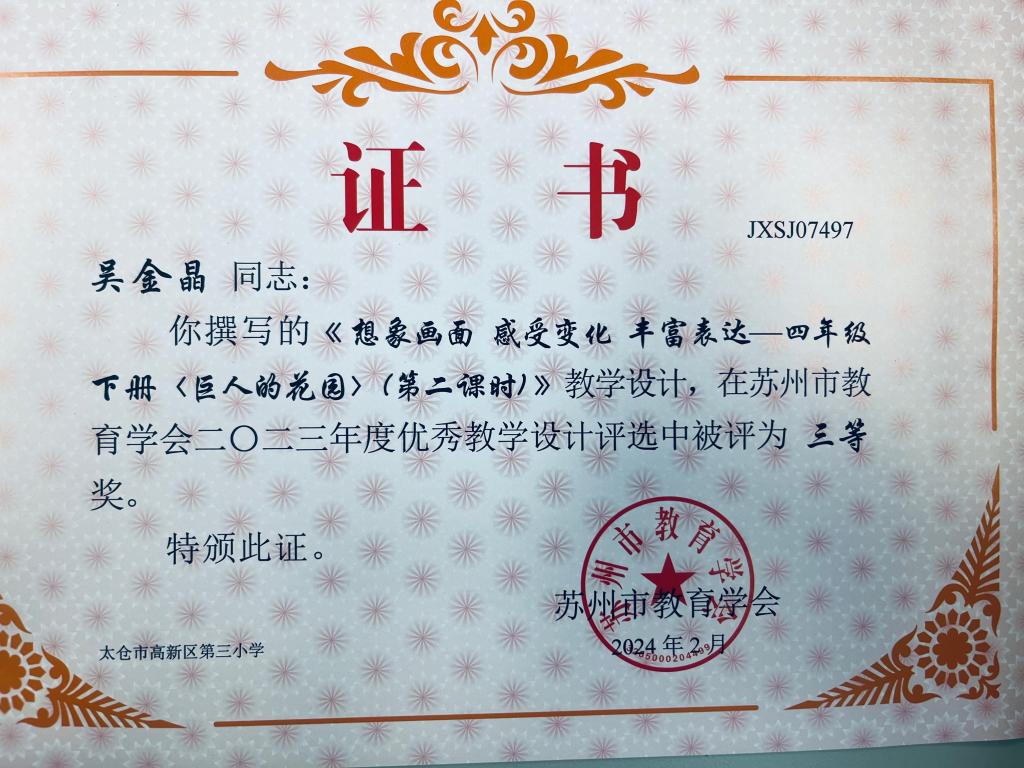 证 书
JXSJ07497
吴金晶 同志：
你撰写的《想象画面 感受变化 丰富表达—四年级
下册〈巨人的花园〉(第二课时)》教学设计，在苏州市教
育学会二〇二三年度优秀教学设计评选中被评为 三等
奖。
特颁此证。
苏州市教育学会
苏州市教育学会
2024 年 2 月
太仓市高新区第三小学